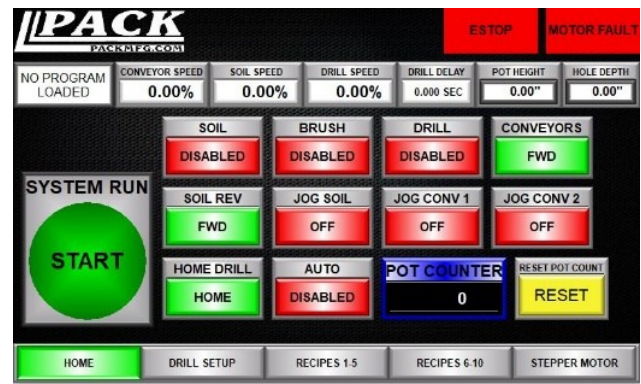 PACK
PACKMFG.COM
ESTOP
MOTOR FAULT
NO PROGRAM
LOADED
CONVEYOR SPEED
0.00%
SOIL SPEED
0.00%
DRILL SPEED
0.00%
DRILL DELAY
0.000 SEC
POT HEIGHT
0.00"
HOLE DEPTH
0.00"
SOIL
DISABLED
BRUSH
DISABLED
DRILL
DISABLED
CONVEYORS
FWD
SYSTEM RUN
START
SOIL REV
FWD
JOG SOIL
OFF
JOG CONV 1
OFF
JOG CONV 2
OFF
HOME DRILL
HOME
AUTO
DISABLED
POT COUNTER
0
RESET POT COUNT
RESET
HOME
DRILL SETUP
RECIPES 1-5
RECIPES 6-10
STEPPER MOTOR